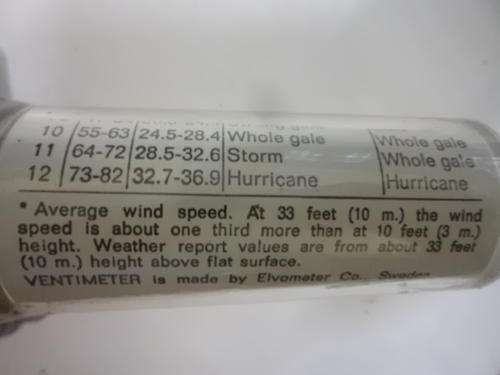 10 55-63 24.5-28.4 Whole gale Whole gale
11 64-72 28.5-32.6 Storm Whole gale
12 73-82 32.7-36.9 Hurricane Hurricane
* Average wind speed. At 33 feet (10 m.) the wind
speed is about one third more than at 10 feet (3 m.)
height. Weather report values are from about 33 feet
(10 m.) height above flat surface.
VENTIMETER is made by Elvometer Co., Sweden